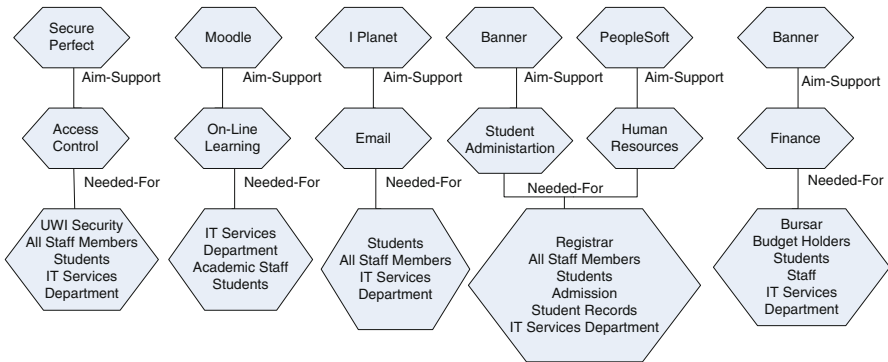 Secure
Perfect
Moodle
I Planet
Banner
PeopleSoft
Banner
Aim-Support
Aim-Support
Aim-Support
Aim-Support
Aim-Support
Aim-Support
Access
Control
On-Line
Learning
Email
Student
Administartion
Human
Resources
Finance
Needed-For
Needed-For
Needed-For
Needed-For
Needed-For
UWI Security
All Staff Members
Students
IT Services
Department
IT Services
Department
Academic Staff
Students
Students
All Staff Members
IT Services
Department
Registrar
All Staff Members
Students
Admission
Student Records
IT Services Department
Bursar
Budget Holders
Students
Staff
IT Services
Department